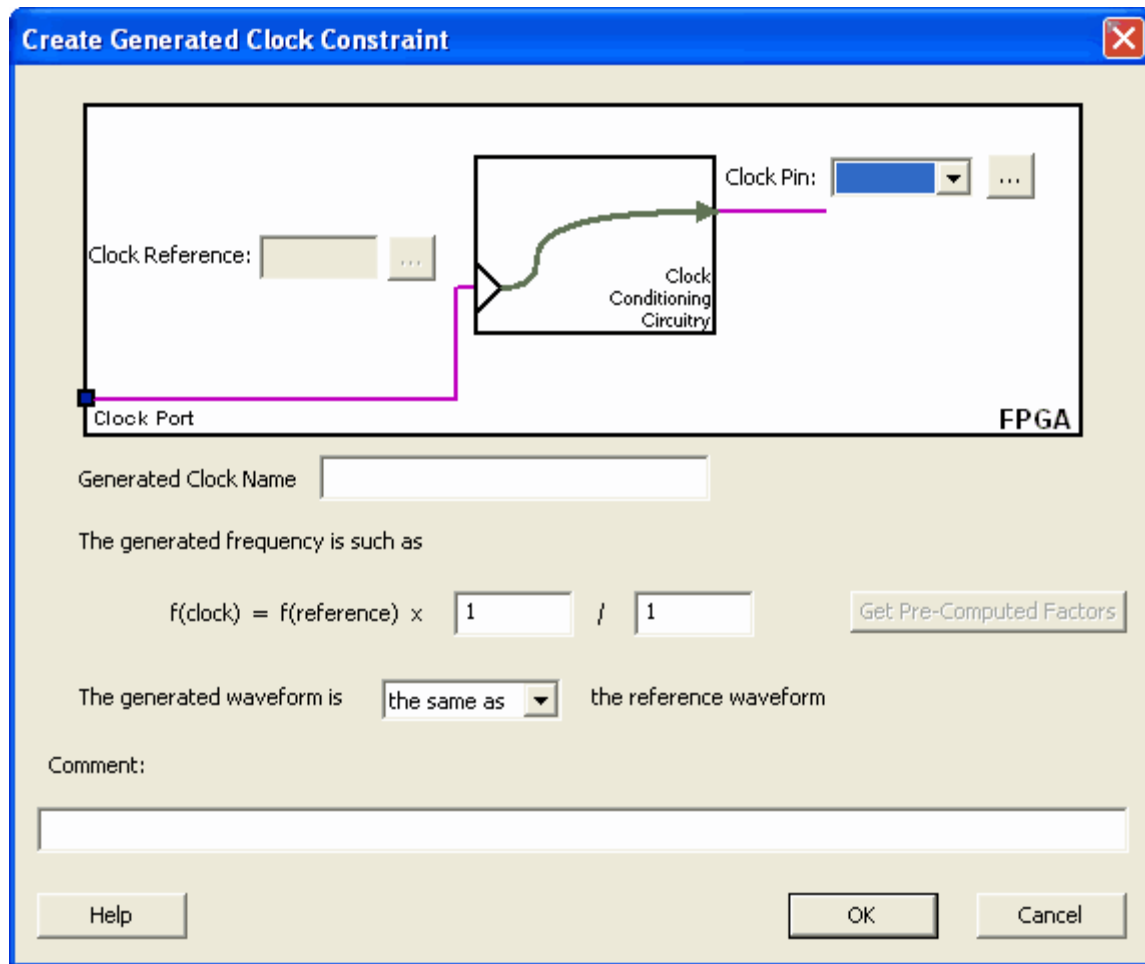 Create Generated Clock Constraint
Clock Pin:
...
Clock Reference:
...
Clock
Conditioning
Circuitry
Clock Port
FPGA
Generated Clock Name
The generated frequency is such as
f(clock) = f(reference) x 1 / 1 Get Pre-Computed Factors
The generated waveform is the same as the reference waveform
Comment:
Help OK Cancel